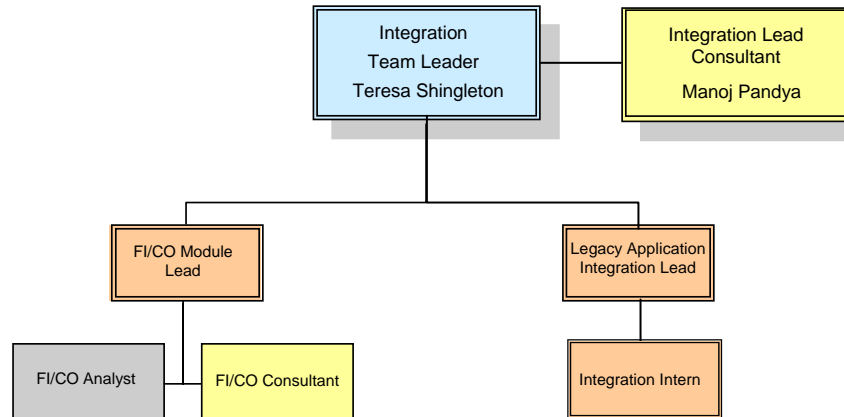 Integration
Team Leader
Teresa Shingleton
Integration Lead
Consultant
Manoj Pandya
FI/CO Module
Lead
Legacy Application
Integration Lead
FI/CO Analyst
FI/CO Consultant
Integration Intern